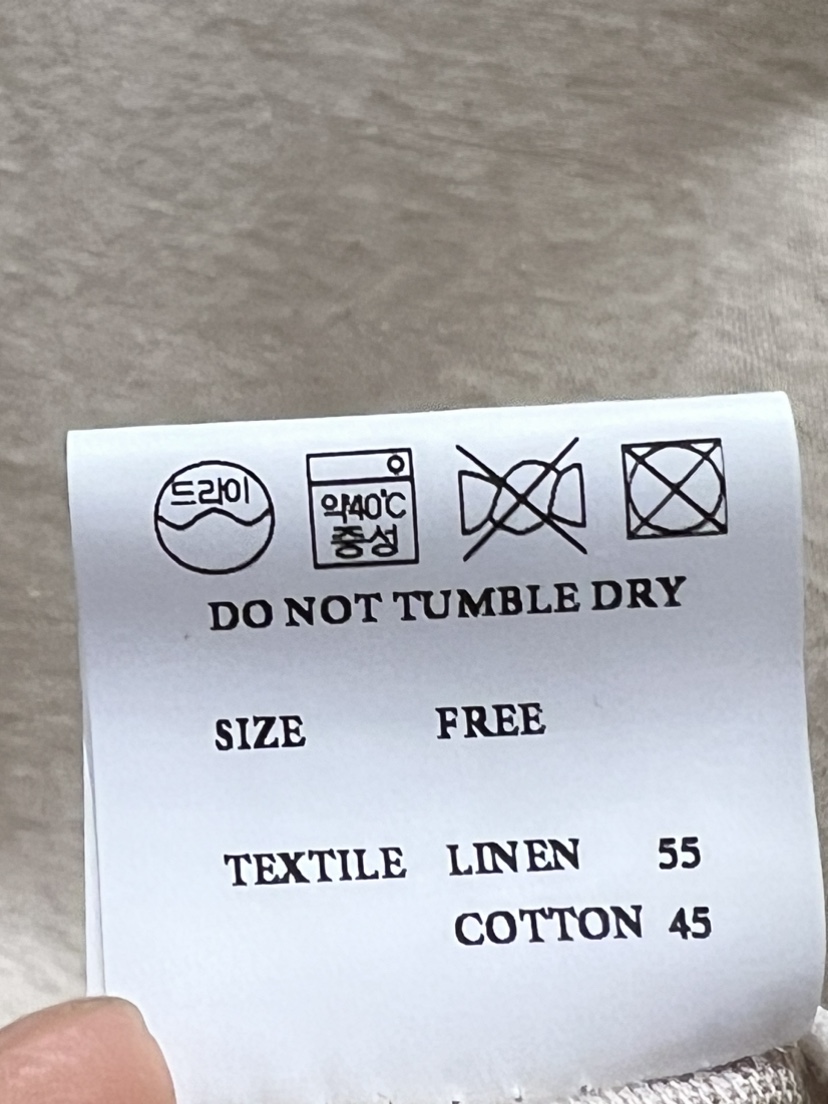 드라이
약40℃
중성
DO NOT TUMBLE DRY
SIZE FREE
TEXTILE LINEN 55
COTTON 45